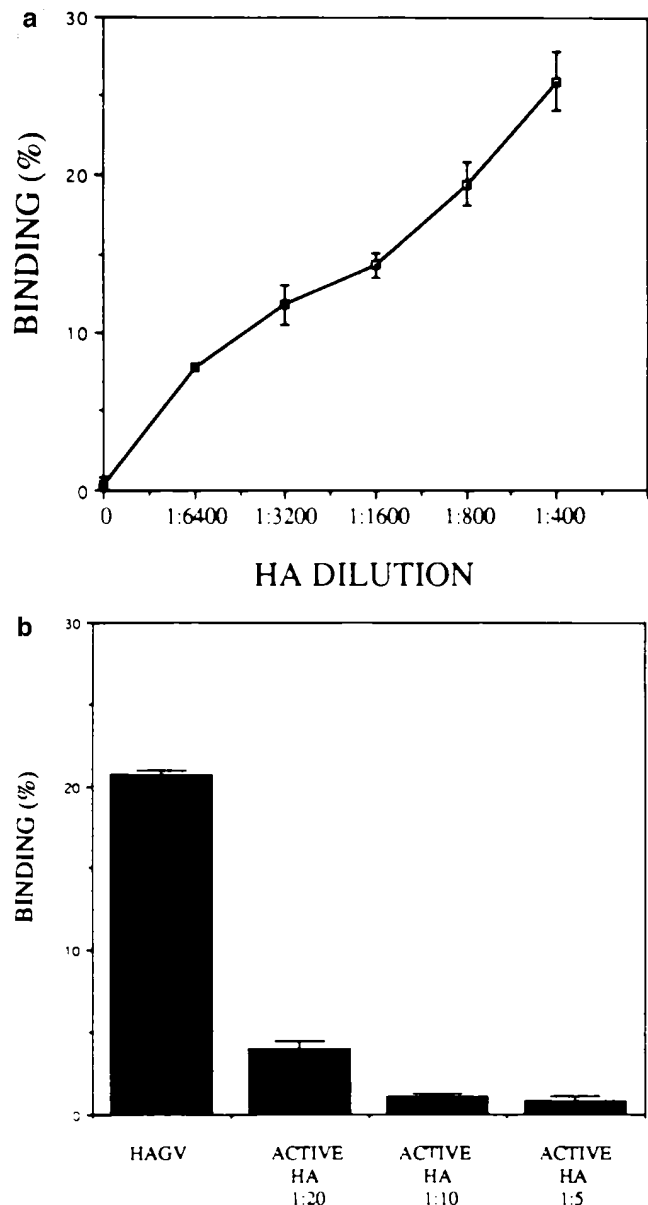 a
30
20
10
0
BINDING (%)
0 1:6400 1:3200 1:1600 1:800 1:400
HA DILUTION
b
30
20
10
0
BINDING (%)
HAGV ACTIVE ACTIVE ACTIVE
HA HA HA
1:20 1:10 1:5